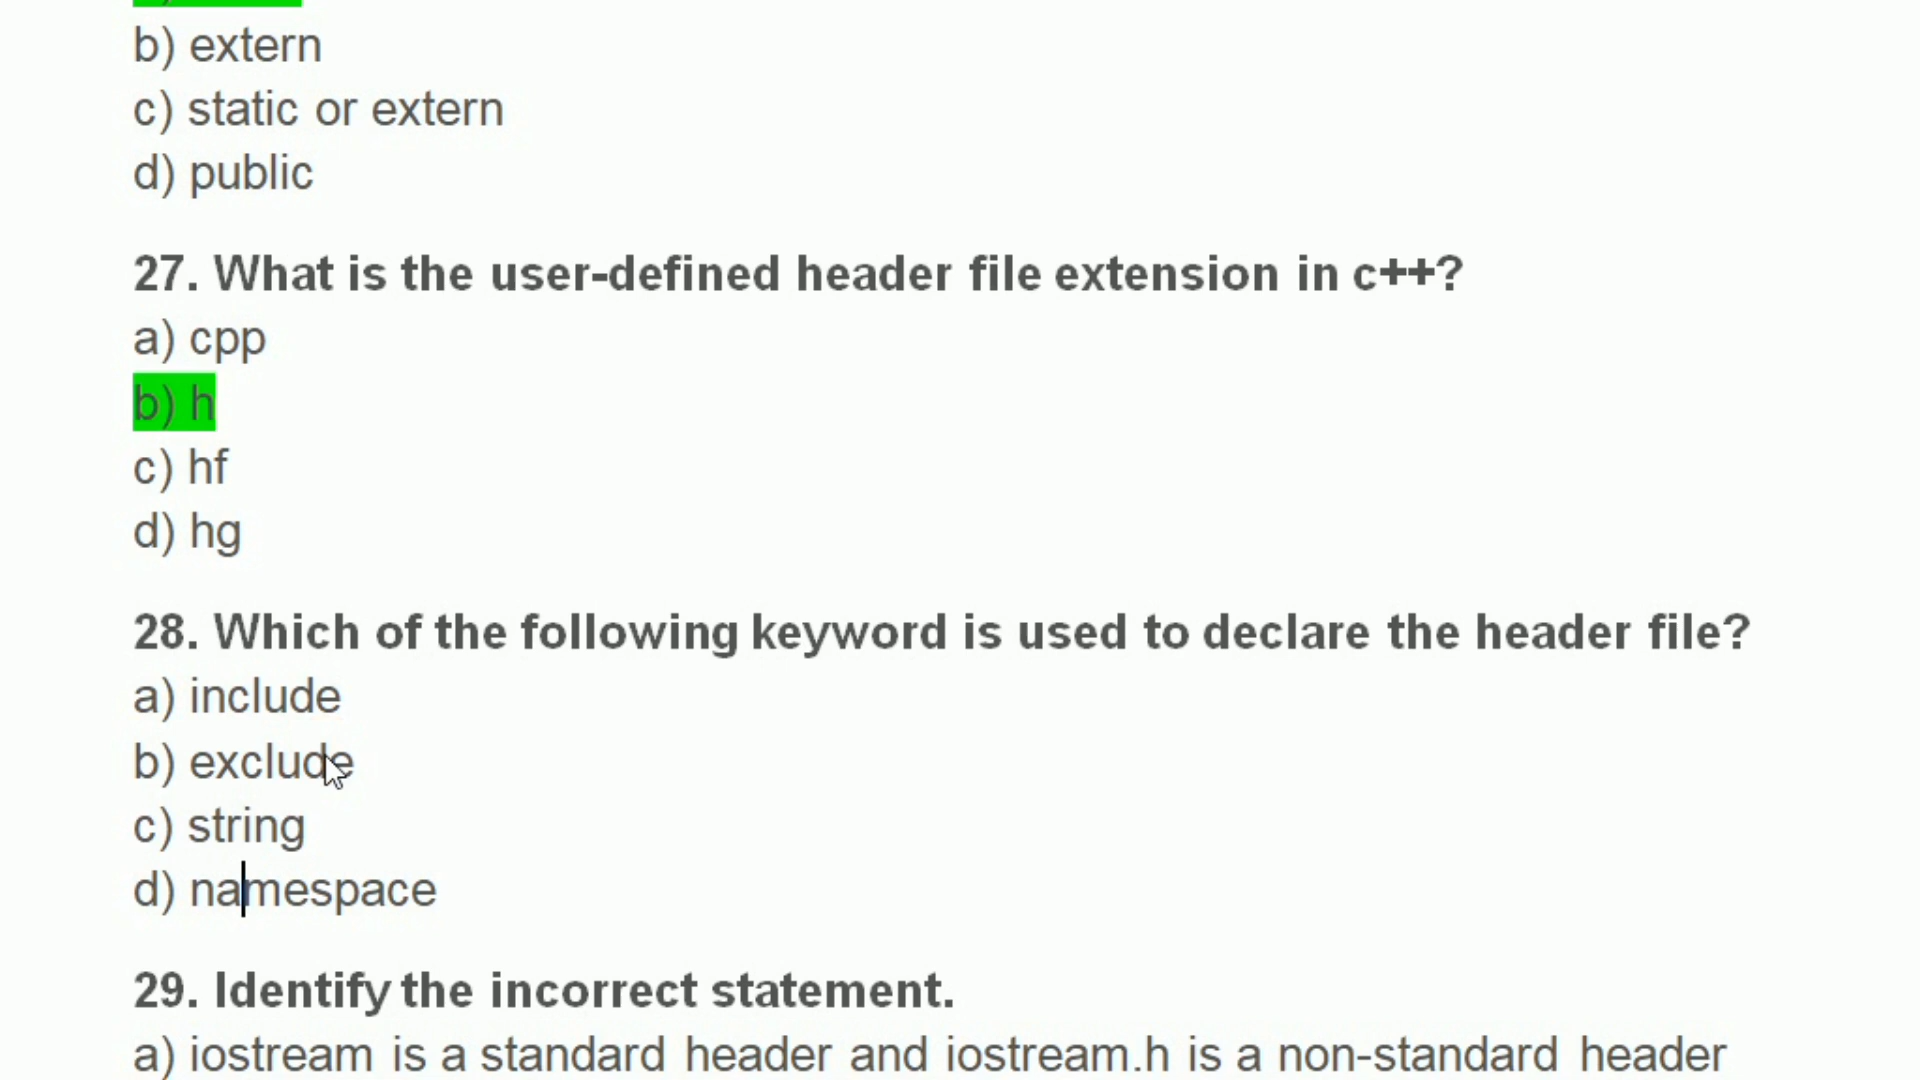 b) extern
c) static or extern
d) public
27. What is the user-defined header file extension in c++?
a) cpp
b) h
c) hf
d) hg
28. Which of the following keyword is used to declare the header file?
a) include
b) exclude
c) string
d) namespace
29. Identify the incorrect statement.
a) iostream is a standard header and iostream.h is a non-standard header